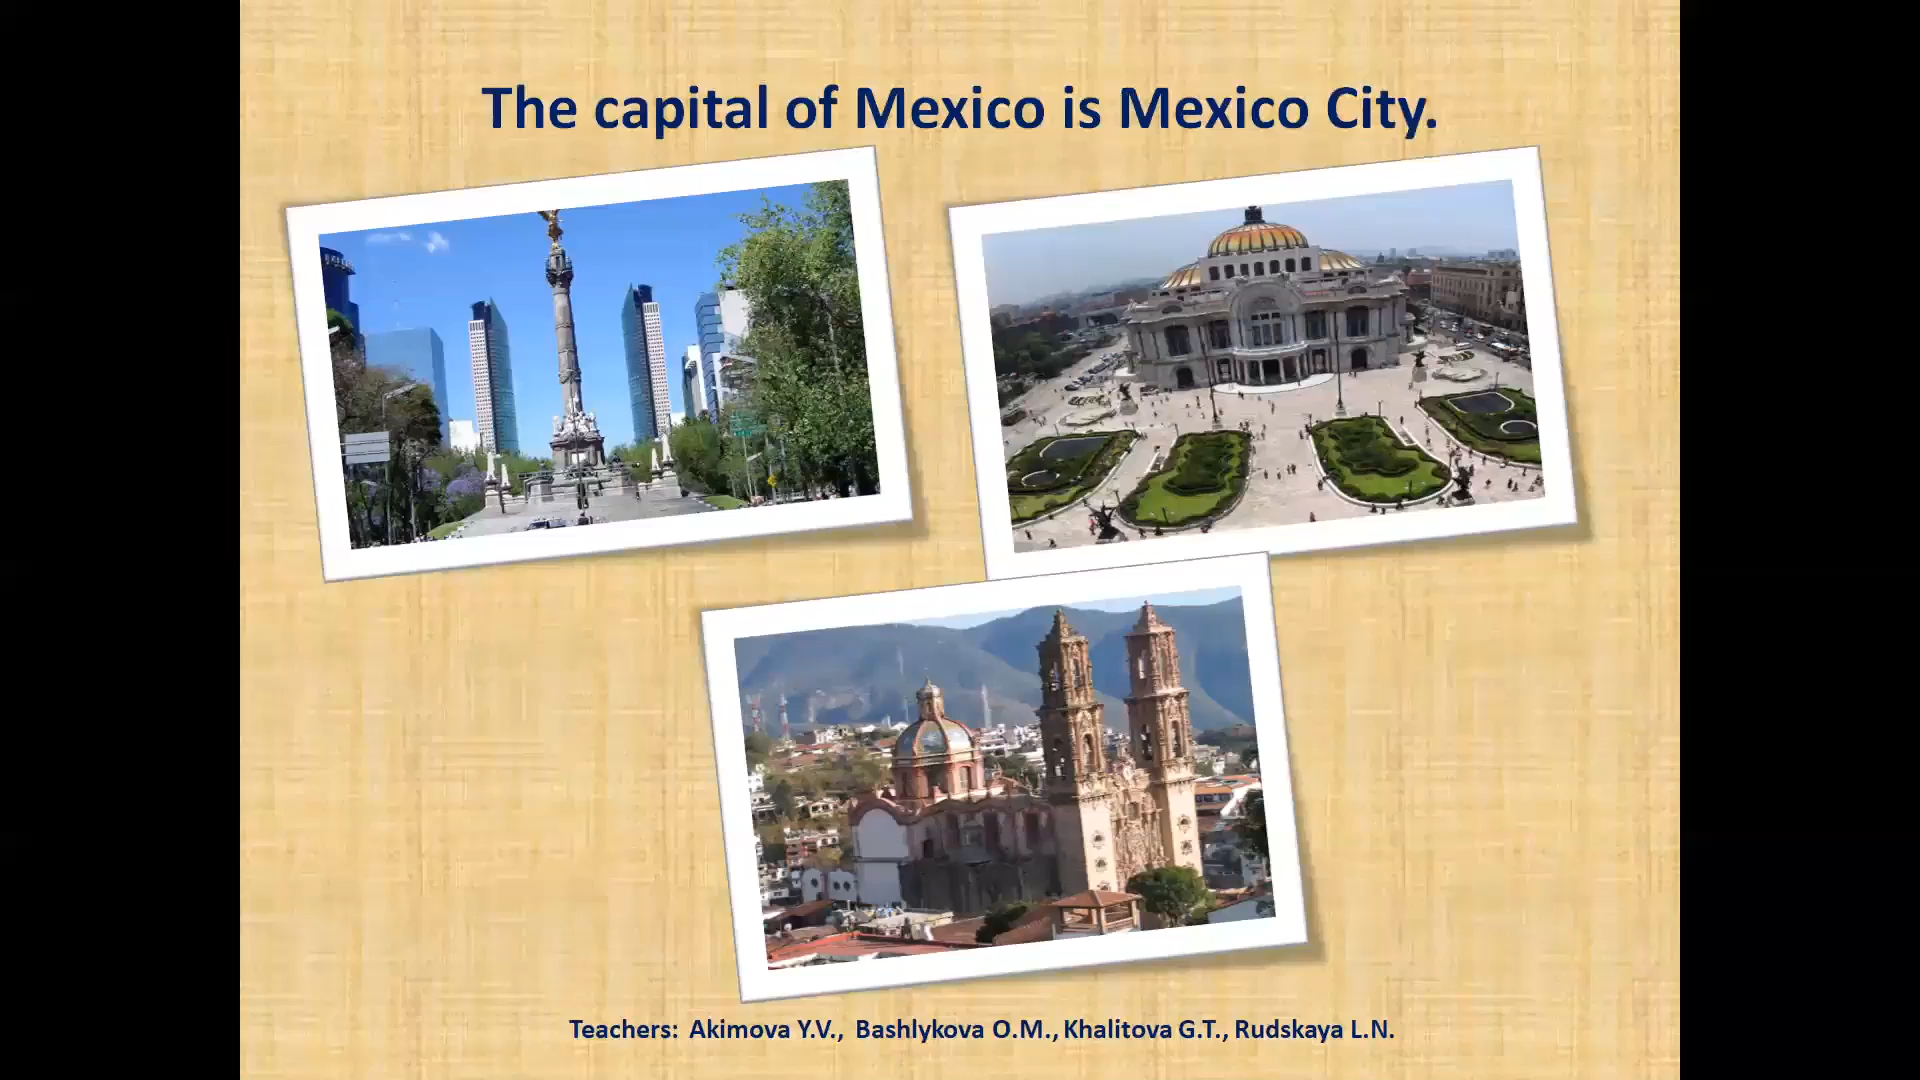 The capital of Mexico is Mexico City.
Teachers: Akimova Y.V., Bashlykova O.M., Khalitova G.T., Rudskaya L.N.